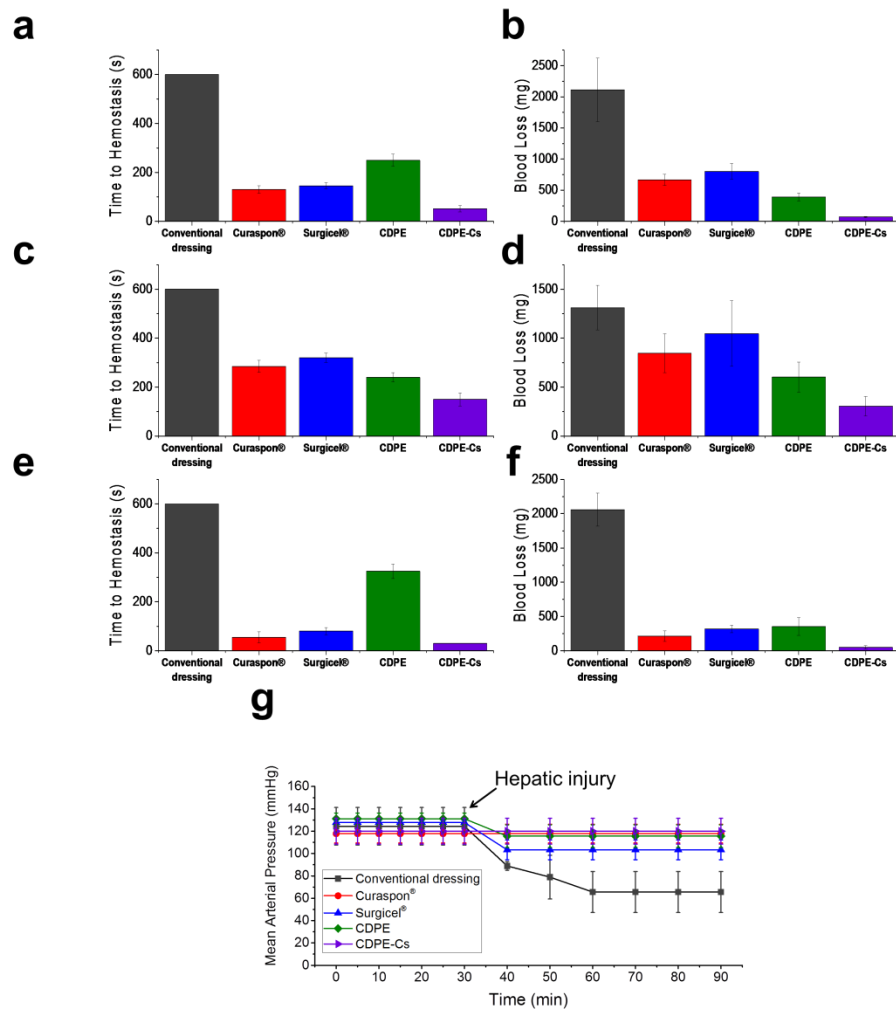 a
Time to Hemostasis (s)
600
400
200
0
Conventional dressing
Curaspon®
Surgicel®
CDPE
CDPE-Cs
b
Blood Loss (mg)
2500
2000
1500
1000
500
0
Conventional dressing
Curaspon®
Surgicel®
CDPE
CDPE-Cs
c
Time to Hemostasis (s)
600
400
200
0
Conventional dressing
Curaspon®
Surgicel®
CDPE
CDPE-Cs
d
Blood Loss (mg)
1500
1000
500
0
Conventional dressing
Curaspon®
Surgicel®
CDPE
CDPE-Cs
e
Time to Hemostasis (s)
600
400
200
0
Conventional dressing
Curaspon®
Surgicel®
CDPE
CDPE-Cs
f
Blood Loss (mg)
2500
2000
1500
1000
500
0
Conventional dressing
Curaspon®
Surgicel®
CDPE
CDPE-Cs
g
Hepatic injury
Mean Arterial Pressure (mmHg)
160
140
120
100
80
60
40
20
0
Conventional dressing
Curaspon®
Surgicel®
CDPE
CDPE-Cs
0 10 20 30 40 50 60 70 80 90
Time (min)